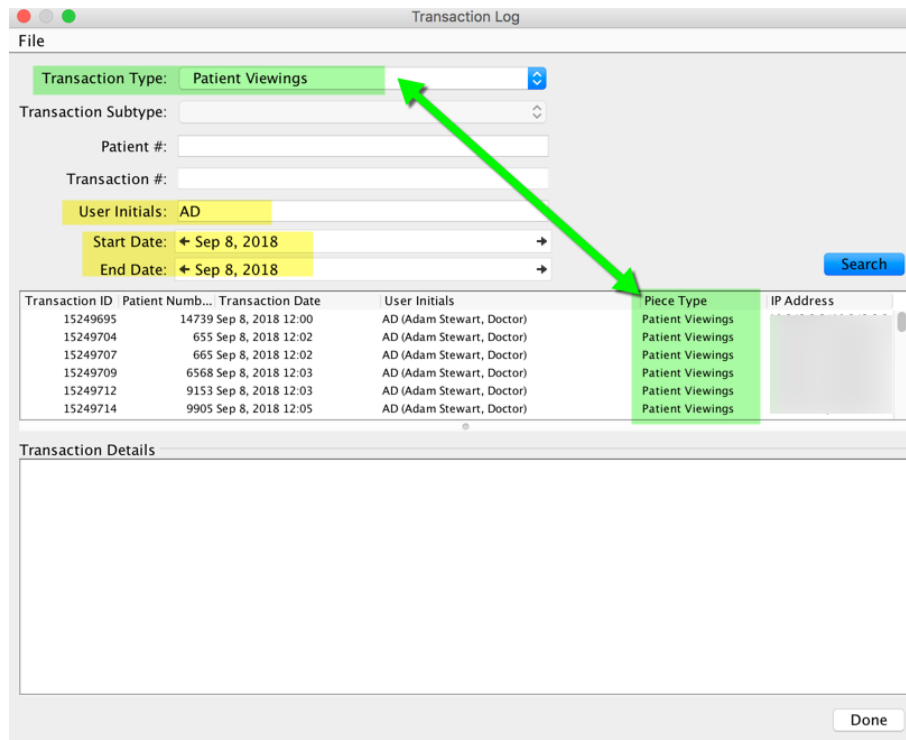 Transaction Log
File
Transaction Type: Patient Viewings
Transaction Subtype:
Patient #:
Transaction #:
User Initials: AD
Start Date: Sep 8, 2018
End Date: Sep 8, 2018
Search
Transaction ID Patient Numb... Transaction Date User Initials Piece Type IP Address
15249695 14739 Sep 8, 2018 12:00 AD (Adam Stewart, Doctor) Patient Viewings
15249704 655 Sep 8, 2018 12:02 AD (Adam Stewart, Doctor) Patient Viewings
15249707 665 Sep 8, 2018 12:02 AD (Adam Stewart, Doctor) Patient Viewings
15249709 6568 Sep 8, 2018 12:03 AD (Adam Stewart, Doctor) Patient Viewings
15249712 9153 Sep 8, 2018 12:03 AD (Adam Stewart, Doctor) Patient Viewings
15249714 9905 Sep 8, 2018 12:05 AD (Adam Stewart, Doctor) Patient Viewings
Transaction Details
Done